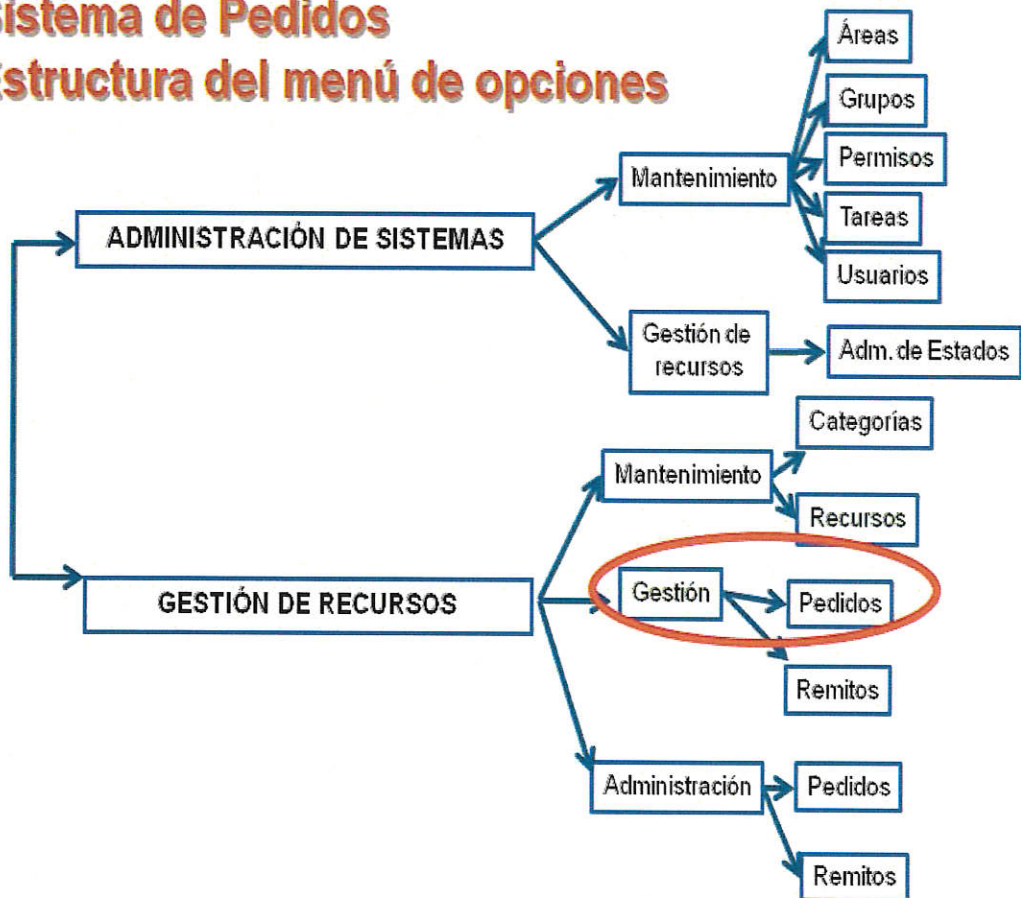 Sistema de Pedidos
Estructura del menú de opciones
Áreas
Grupos
Permisos
Tareas
Usuarios
Mantenimiento
ADMINISTRACIÓN DE SISTEMAS
Gestión de
recursos
Adm. de Estados
Categorías
Mantenimiento
Recursos
GESTIÓN DE RECURSOS
Gestión
Pedidos
Remitos
Administración
Pedidos
Remitos